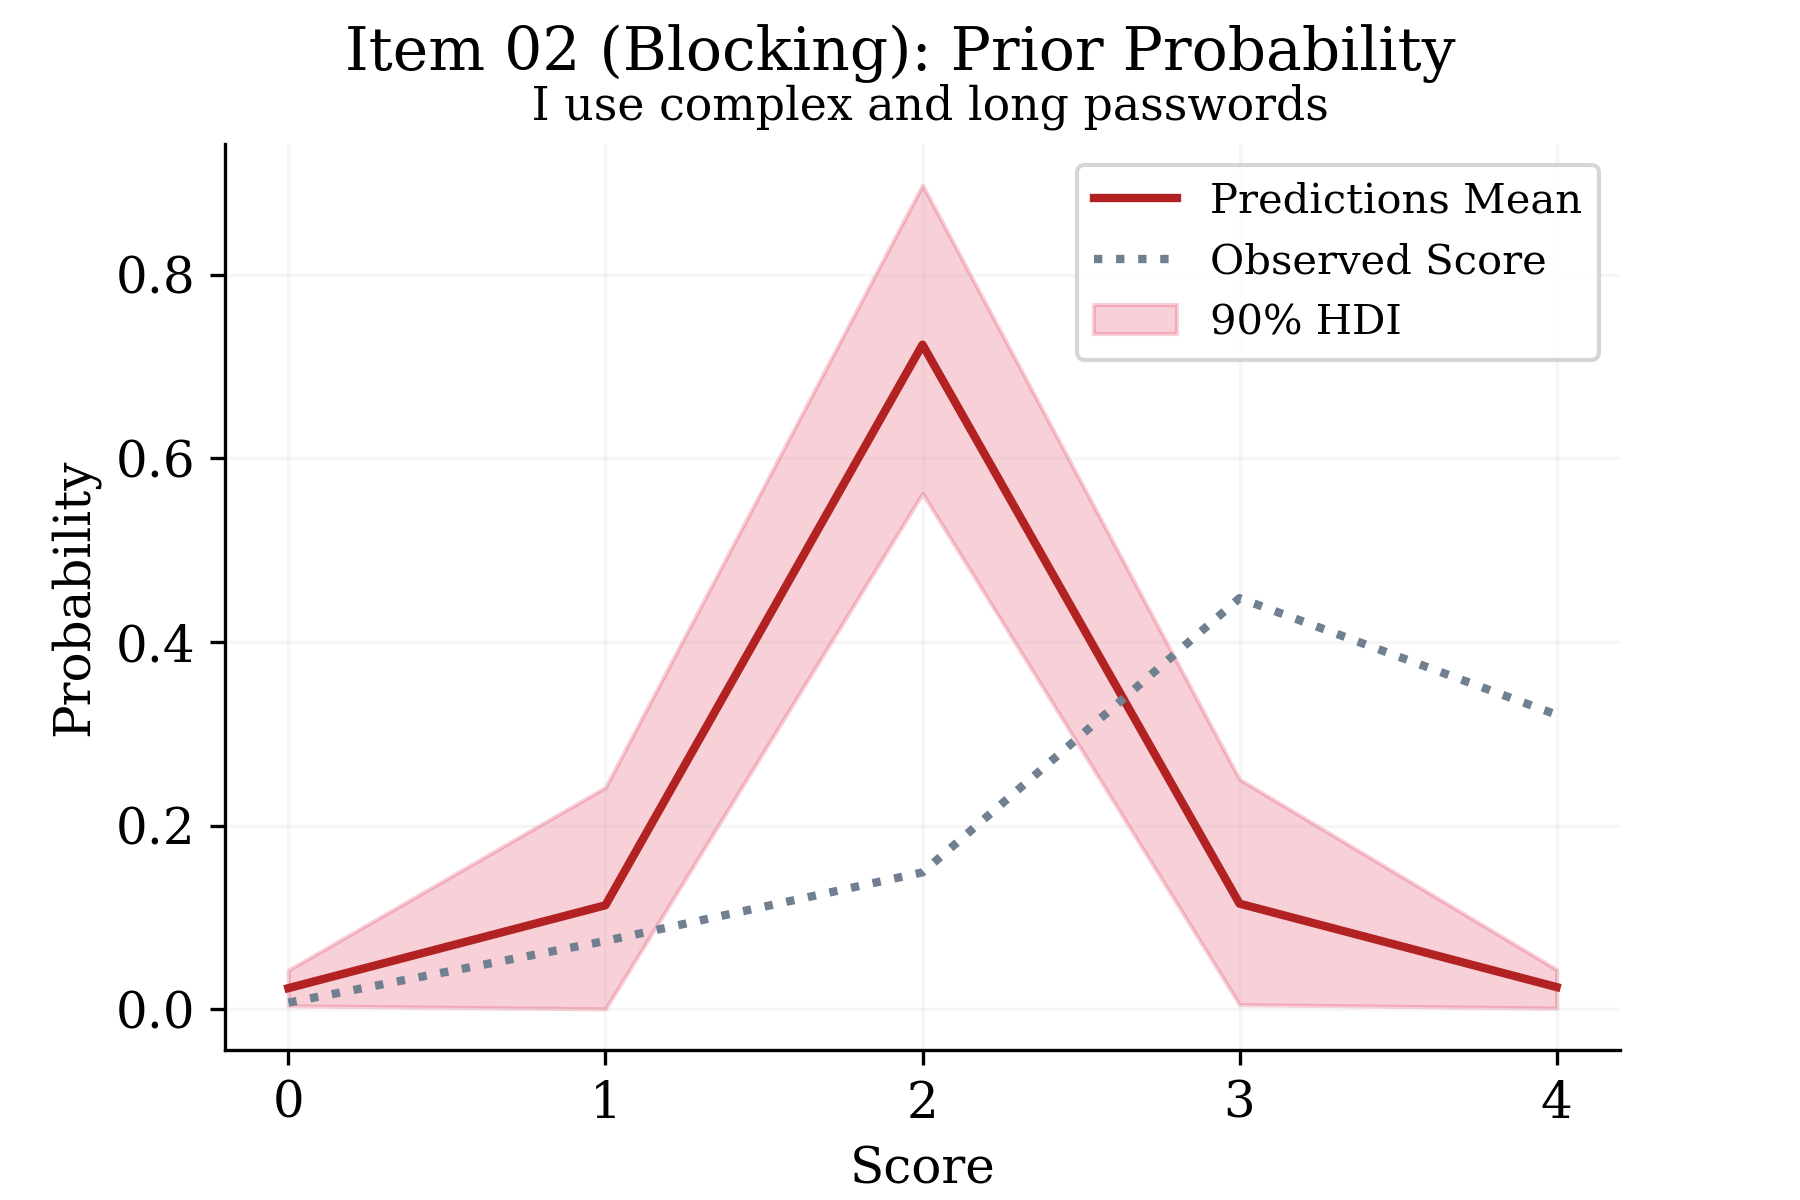 Item 02 (Blocking): Prior Probability
I use complex and long passwords
Predictions Mean
Observed Score
90% HDI
Probability
0.8
0.6
0.4
0.2
0.0
0 1 2 3 4
Score